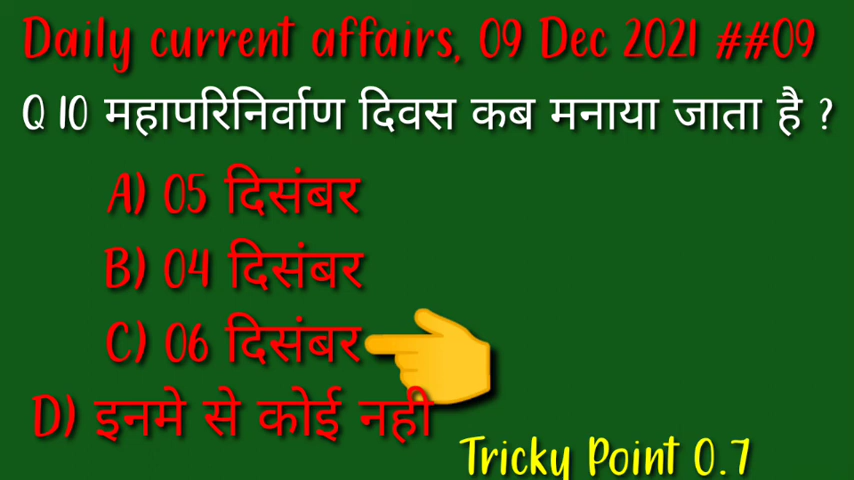 Daily current affairs, 09 Dec 2021 ##09
Q 10 महापरिनिर्वाण दिवस कब मनाया जाता है ?
A) 05 दिसंबर
B) 04 दिसंबर
C) 06 दिसंबर
D) इनमे से कोई नही
Tricky Point 0.7